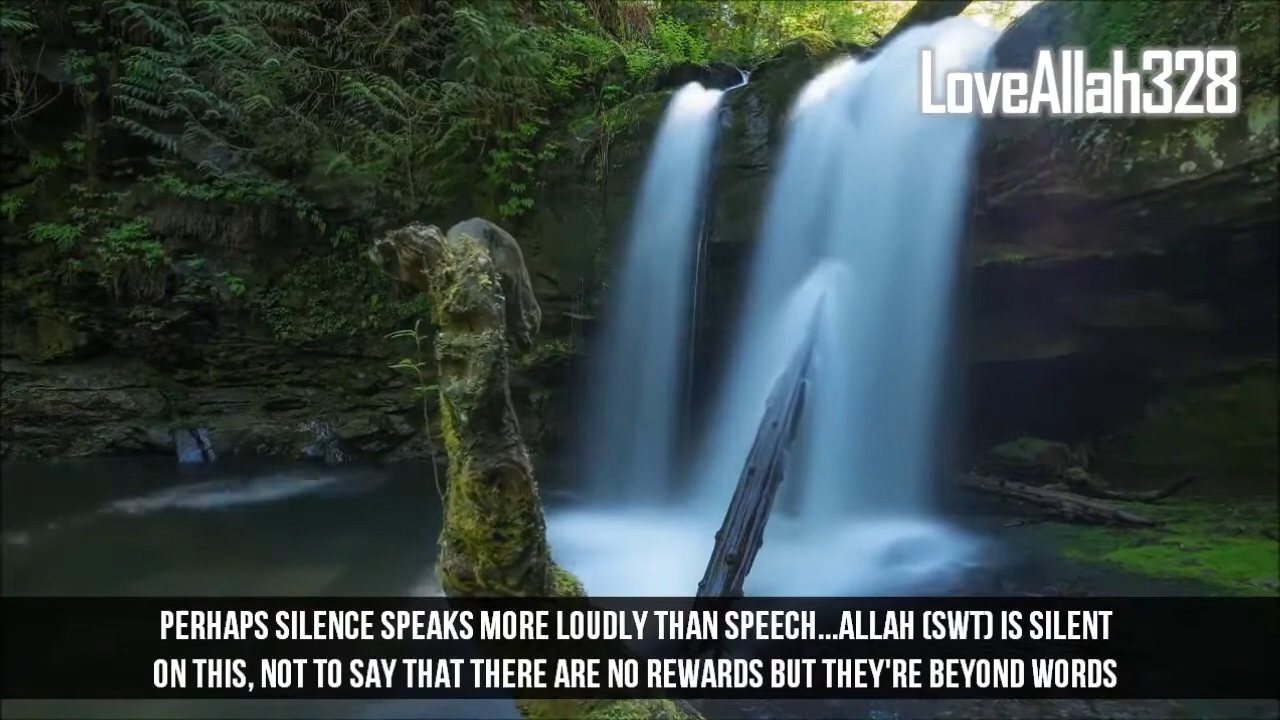 LoveAllah328
PERHAPS SILENCE SPEAKS MORE LOUDLY THAN SPEECH...ALLAH (SWT) IS SILENT
ON THIS, NOT TO SAY THAT THERE ARE NO REWARDS BUT THEY'RE BEYOND WORDS